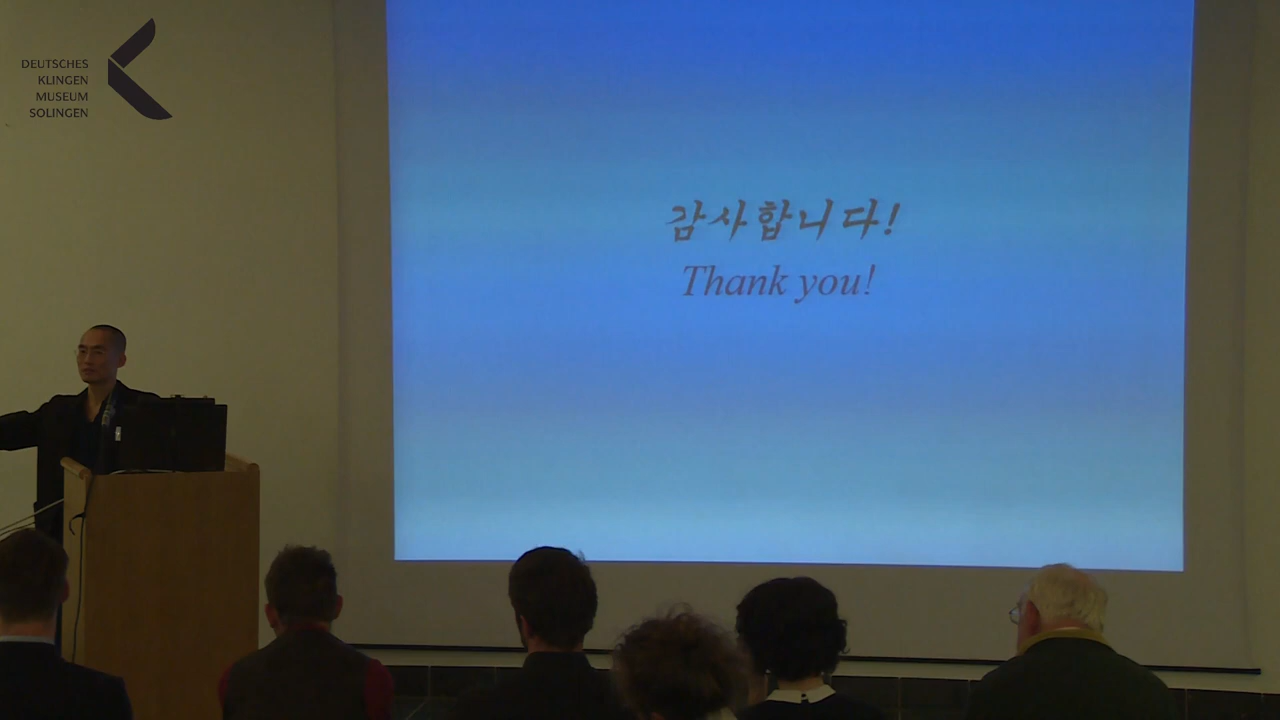 DEUTSCHES
KLINGEN
MUSEUM
SOLINGEN
감사합니다!
Thank you!